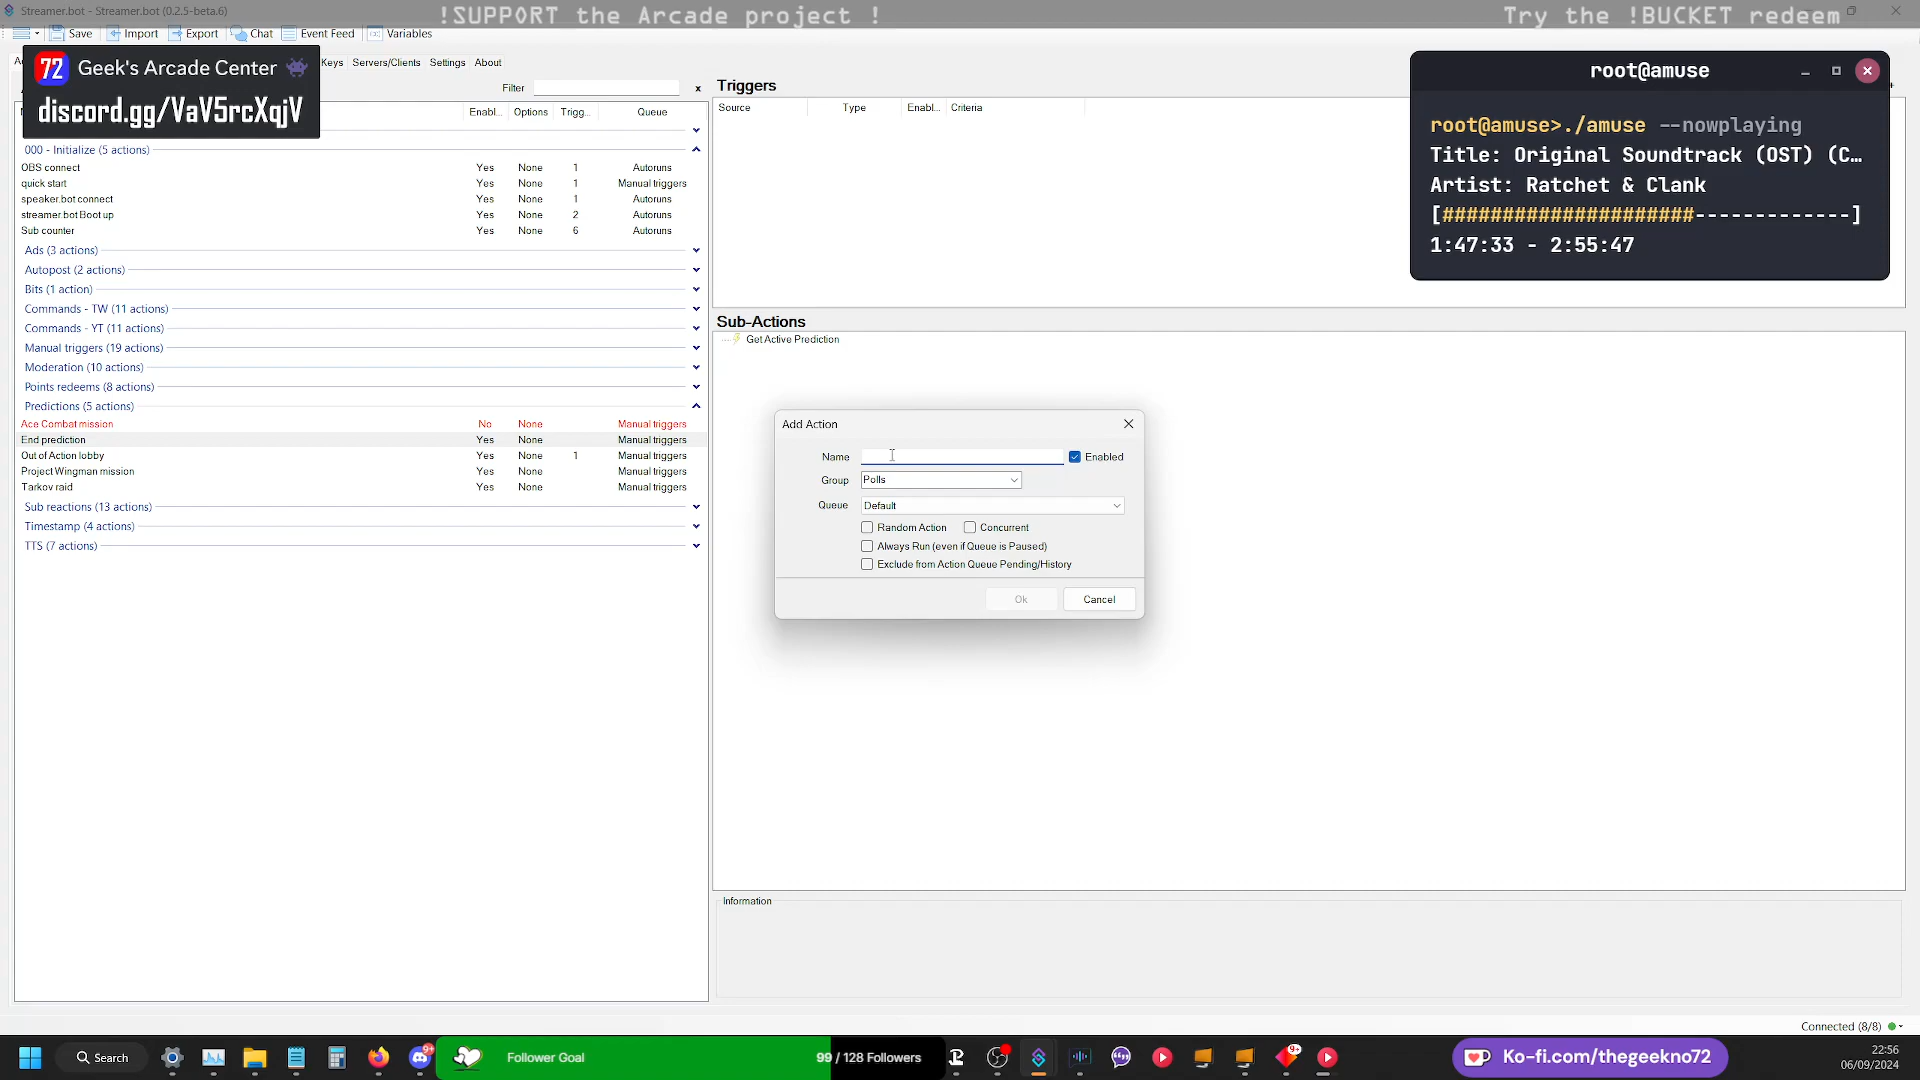 Streamer.bot - Streamer.bot (0.2.5-beta.6)
!SUPPORT the Arcade project !
Try the !BUCKET redeem
Save
Import
Export
Chat
Event Feed
Variables
72
Geek's Arcade Center
discord.gg/VaV5rcXqjV
Keys
Servers/Clients
Settings
About
Filter
x
Enabl...
Options
Trigg...
Queue
000 - Initialize (5 actions)
OBS connect Yes None 1 Autoruns
quick start Yes None 1 Manual triggers
speaker.bot connect Yes None 1 Autoruns
streamer.bot Boot up Yes None 2 Autoruns
Sub counter Yes None 6 Autoruns
Ads (3 actions)
Autopost (2 actions)
Bits (1 action)
Commands - TW (11 actions)
Commands - YT (11 actions)
Manual triggers (19 actions)
Moderation (10 actions)
Points redeems (8 actions)
Predictions (5 actions)
Ace Combat mission No None Manual triggers
End prediction Yes None Manual triggers
Out of Action lobby Yes None 1 Manual triggers
Project Wingman mission Yes None Manual triggers
Tarkov raid Yes None Manual triggers
Sub reactions (13 actions)
Timestamp (4 actions)
TTS (7 actions)
Triggers
Source Type Enabl... Criteria
root@amuse
root@amuse>./amuse --nowplaying
Title: Original Soundtrack (OST) (C…
Artist: Ratchet & Clank
[#####################-------------]
1:47:33 - 2:55:47
Sub-Actions
Get Active Prediction
Add Action
Name
Enabled
Group Polls
Queue Default
Random Action Concurrent
Always Run (even if Queue is Paused)
Exclude from Action Queue Pending/History
Ok Cancel
Information
Connected (8/8)
Search
9+
Follower Goal
99 / 128 Followers
9+
Ko-fi.com/thegeekno72
22:56
06/09/2024